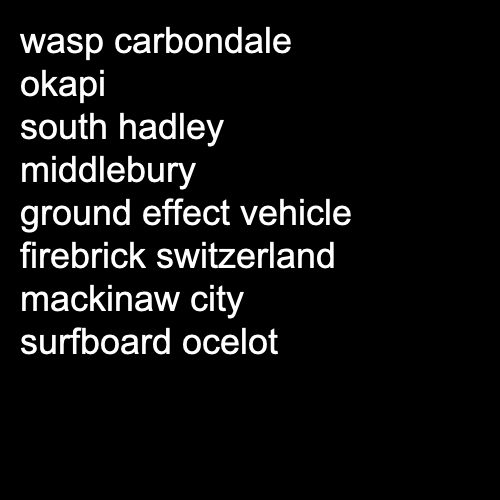 wasp carbondale
okapi
south hadley
middlebury
ground effect vehicle
firebrick switzerland
mackinaw city
surfboard ocelot